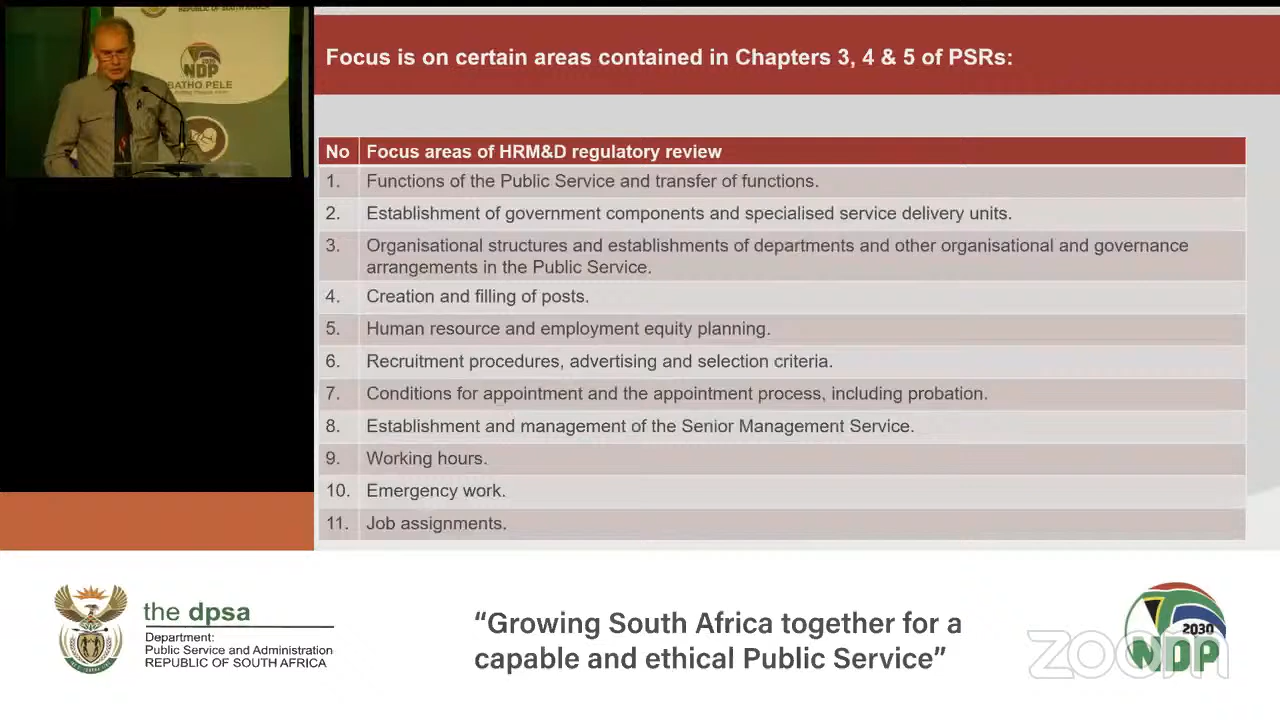 REPUBLIC OF SOUTH AFRICA
2030
NDP
BATHO PELE
Focus is on certain areas contained in Chapters 3, 4 & 5 of PSRs:
No Focus areas of HRM&D regulatory review
1. Functions of the Public Service and transfer of functions.
2. Establishment of government components and specialised service delivery units.
3. Organisational structures and establishments of departments and other organisational and governance
arrangements in the Public Service.
4. Creation and filling of posts.
5. Human resource and employment equity planning.
6. Recruitment procedures, advertising and selection criteria.
7. Conditions for appointment and the appointment process, including probation.
8. Establishment and management of the Senior Management Service.
9. Working hours.
10. Emergency work.
11. Job assignments.
the dpsa
Department:
Public Service and Administration
REPUBLIC OF SOUTH AFRICA
“Growing South Africa together for a
capable and ethical Public Service”
2030
NDP
zoom